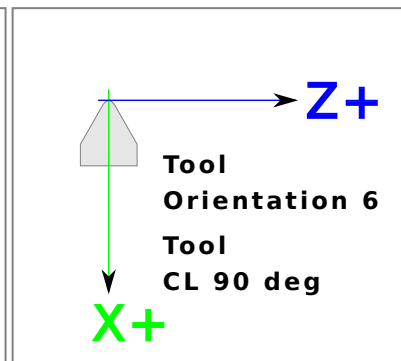 Z+
Tool
Orientation 6
Tool
CL 90 deg
X+